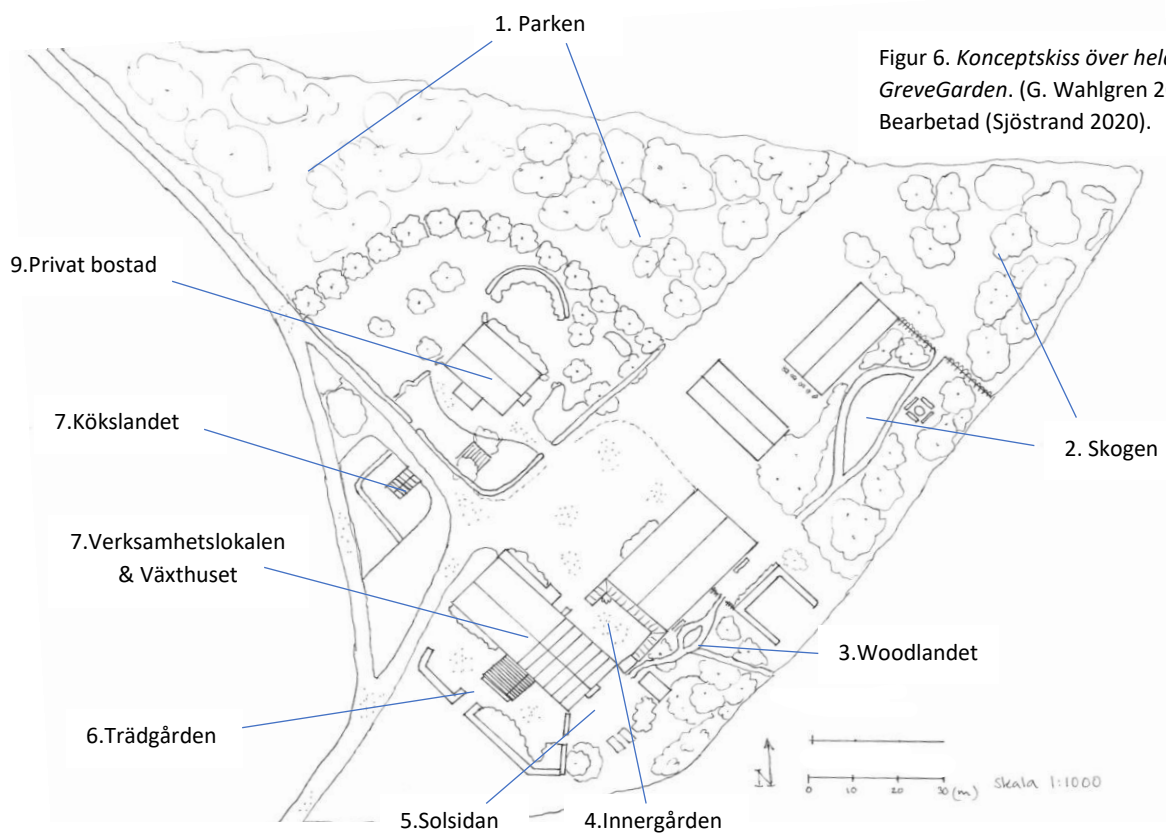 1. Parken
Figur 6. Konceptskiss över hela
GreveGarden. (G. Wahlgren 2
Bearbetad (Sjöstrand 2020).
9.Privat bostad
7.Kökslandet
2. Skogen
7.Verksamhetslokalen
& Växthuset
3.Woodlandet
6.Trädgården
N
0 10 20 30 (m) skala 1:1000
5.Solsidan
4.Innergården